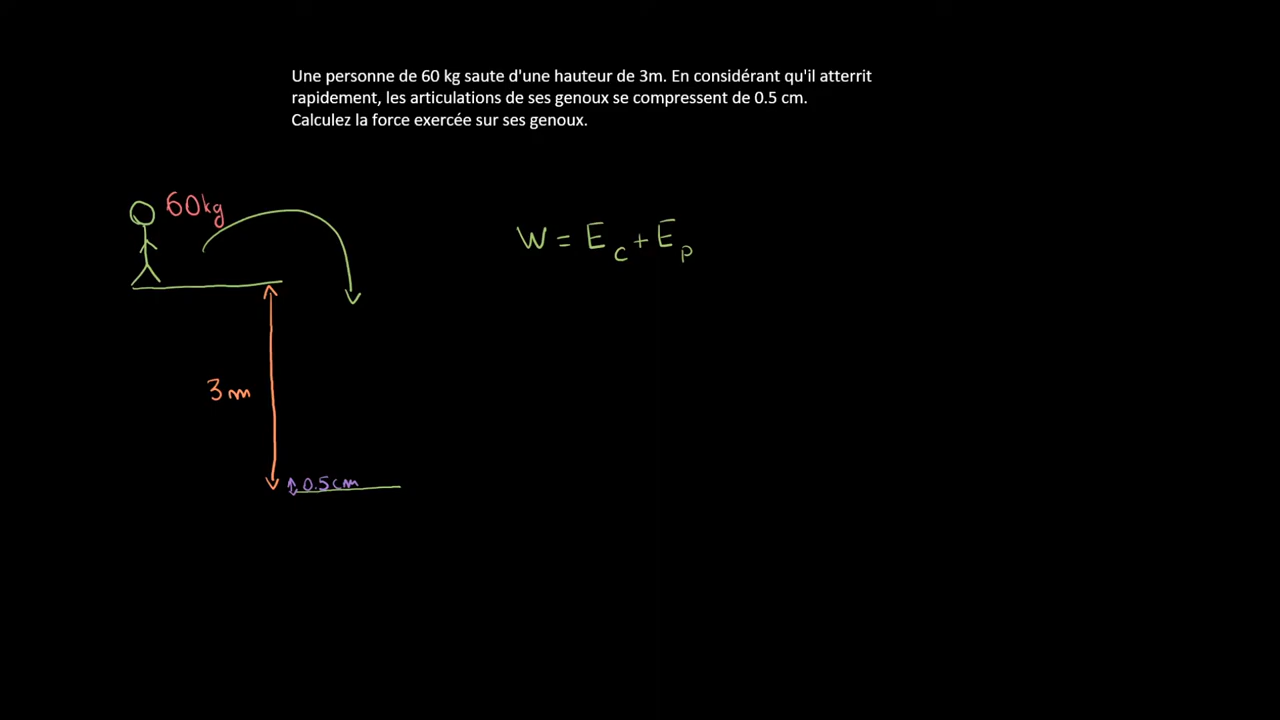 Une personne de 60 kg saute d'une hauteur de 3m. En considérant qu'il atterrit
rapidement, les articulations de ses genoux se compressent de 0.5 cm.
Calculez la force exercée sur ses genoux.
60kg
W = Ec + Ep
3m
0.5cm